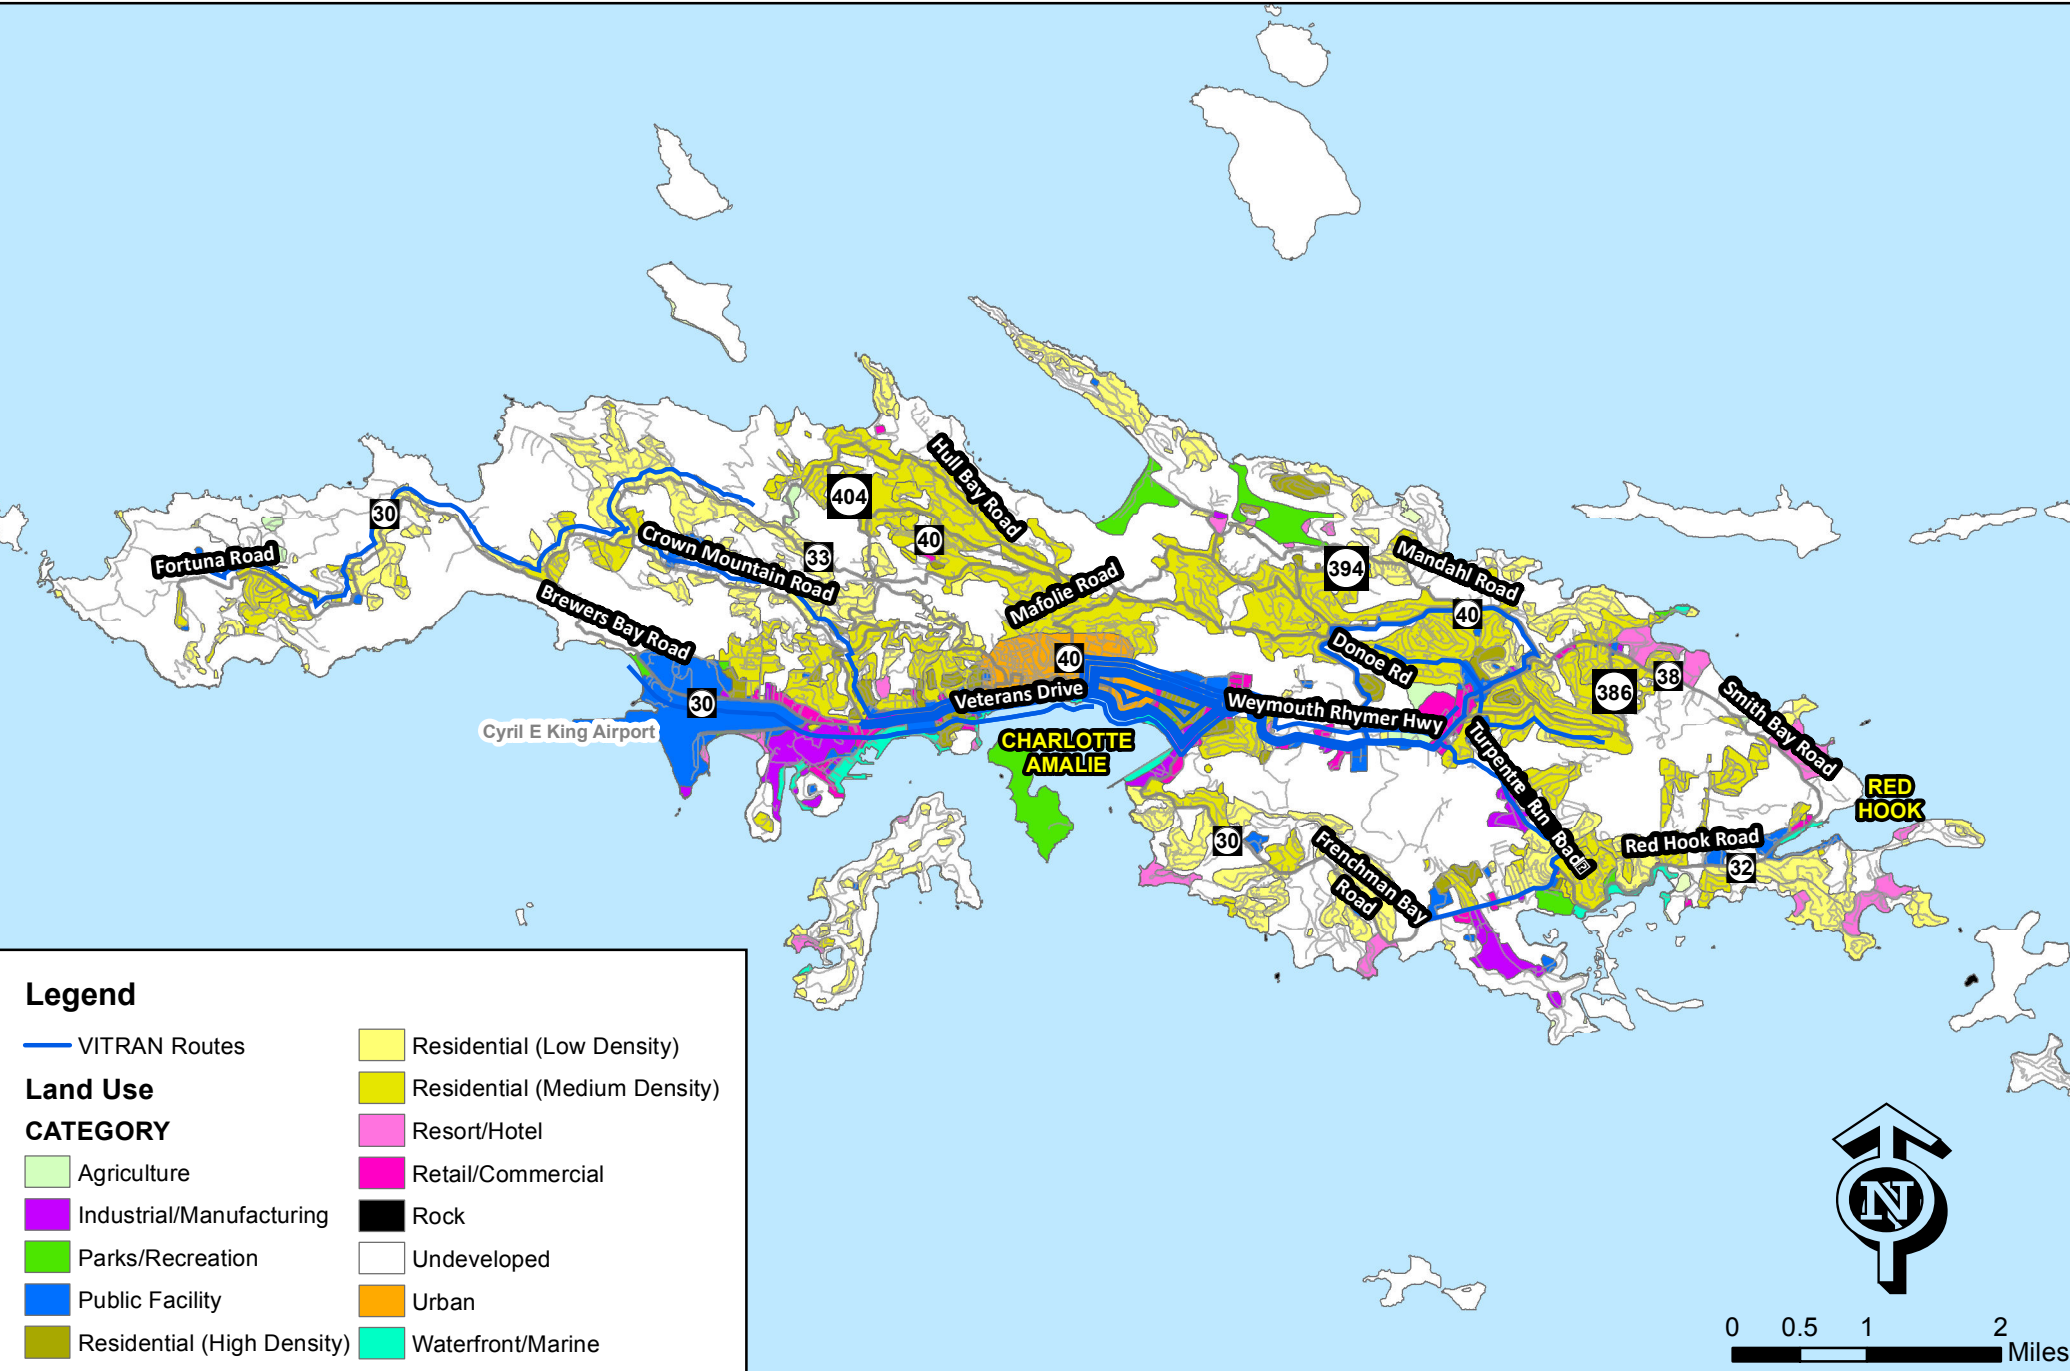 Hull Bay Road
404
30
40
Fortuna Road
Crown Mountain Road
33
394
Mandahl Road
Mafolie Road
40
Brewers Bay Road
Donoe Rd
40
38
386
30
Veterans Drive
Weymouth Rhymer Hwy
Smith Bay Road
Cyril E King Airport
CHARLOTTE
AMALIE
Turpentne Run Road
RED
HOOK
30
Frenchman Bay
Road
Red Hook Road
32
Legend
VITRAN Routes
Land Use
CATEGORY
Agriculture
Industrial/Manufacturing
Parks/Recreation
Public Facility
Residential (High Density)
Residential (Low Density)
Residential (Medium Density)
Resort/Hotel
Retail/Commercial
Rock
Undeveloped
Urban
Waterfront/Marine
N
0 0.5 1 2
Miles